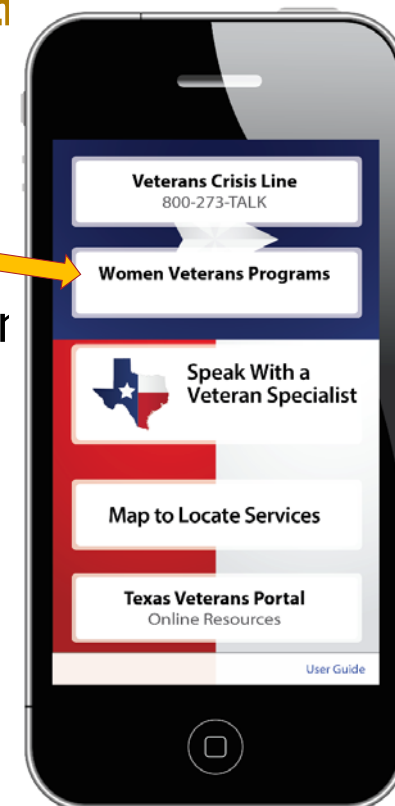 Veterans Crisis Line
800-273-TALK
Women Veterans Programs
Speak With a
Veteran Specialist
Map to Locate Services
Texas Veterans Portal
Online Resources
User Guide